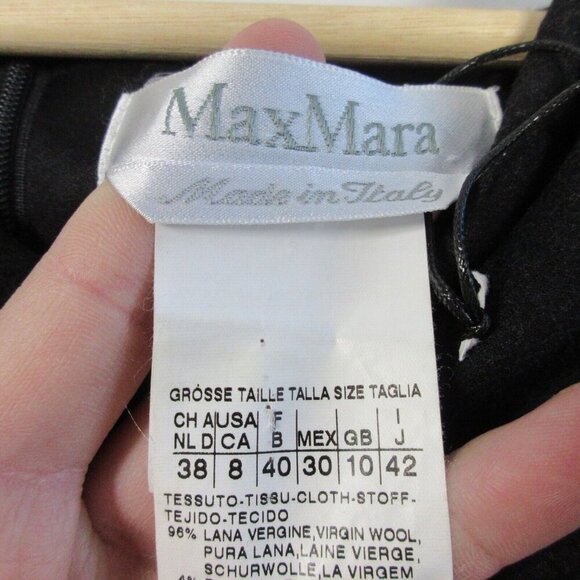 MaxMara
Made in Italy
GRÖSSE TAILLE TALLA SIZE TAGLIA
CH A USA F I
NL D CA B MEX GB J
38 8 40 30 10 42
TESSUTO-TISSU-CLOTH-STOFF-
TEJIDO-TECIDO
96% LANA VERGINE,VIRGIN WOOL,
PURA LANA,LAINE VIERGE,
SCHURWOLLE,LA VIRGEM
4%